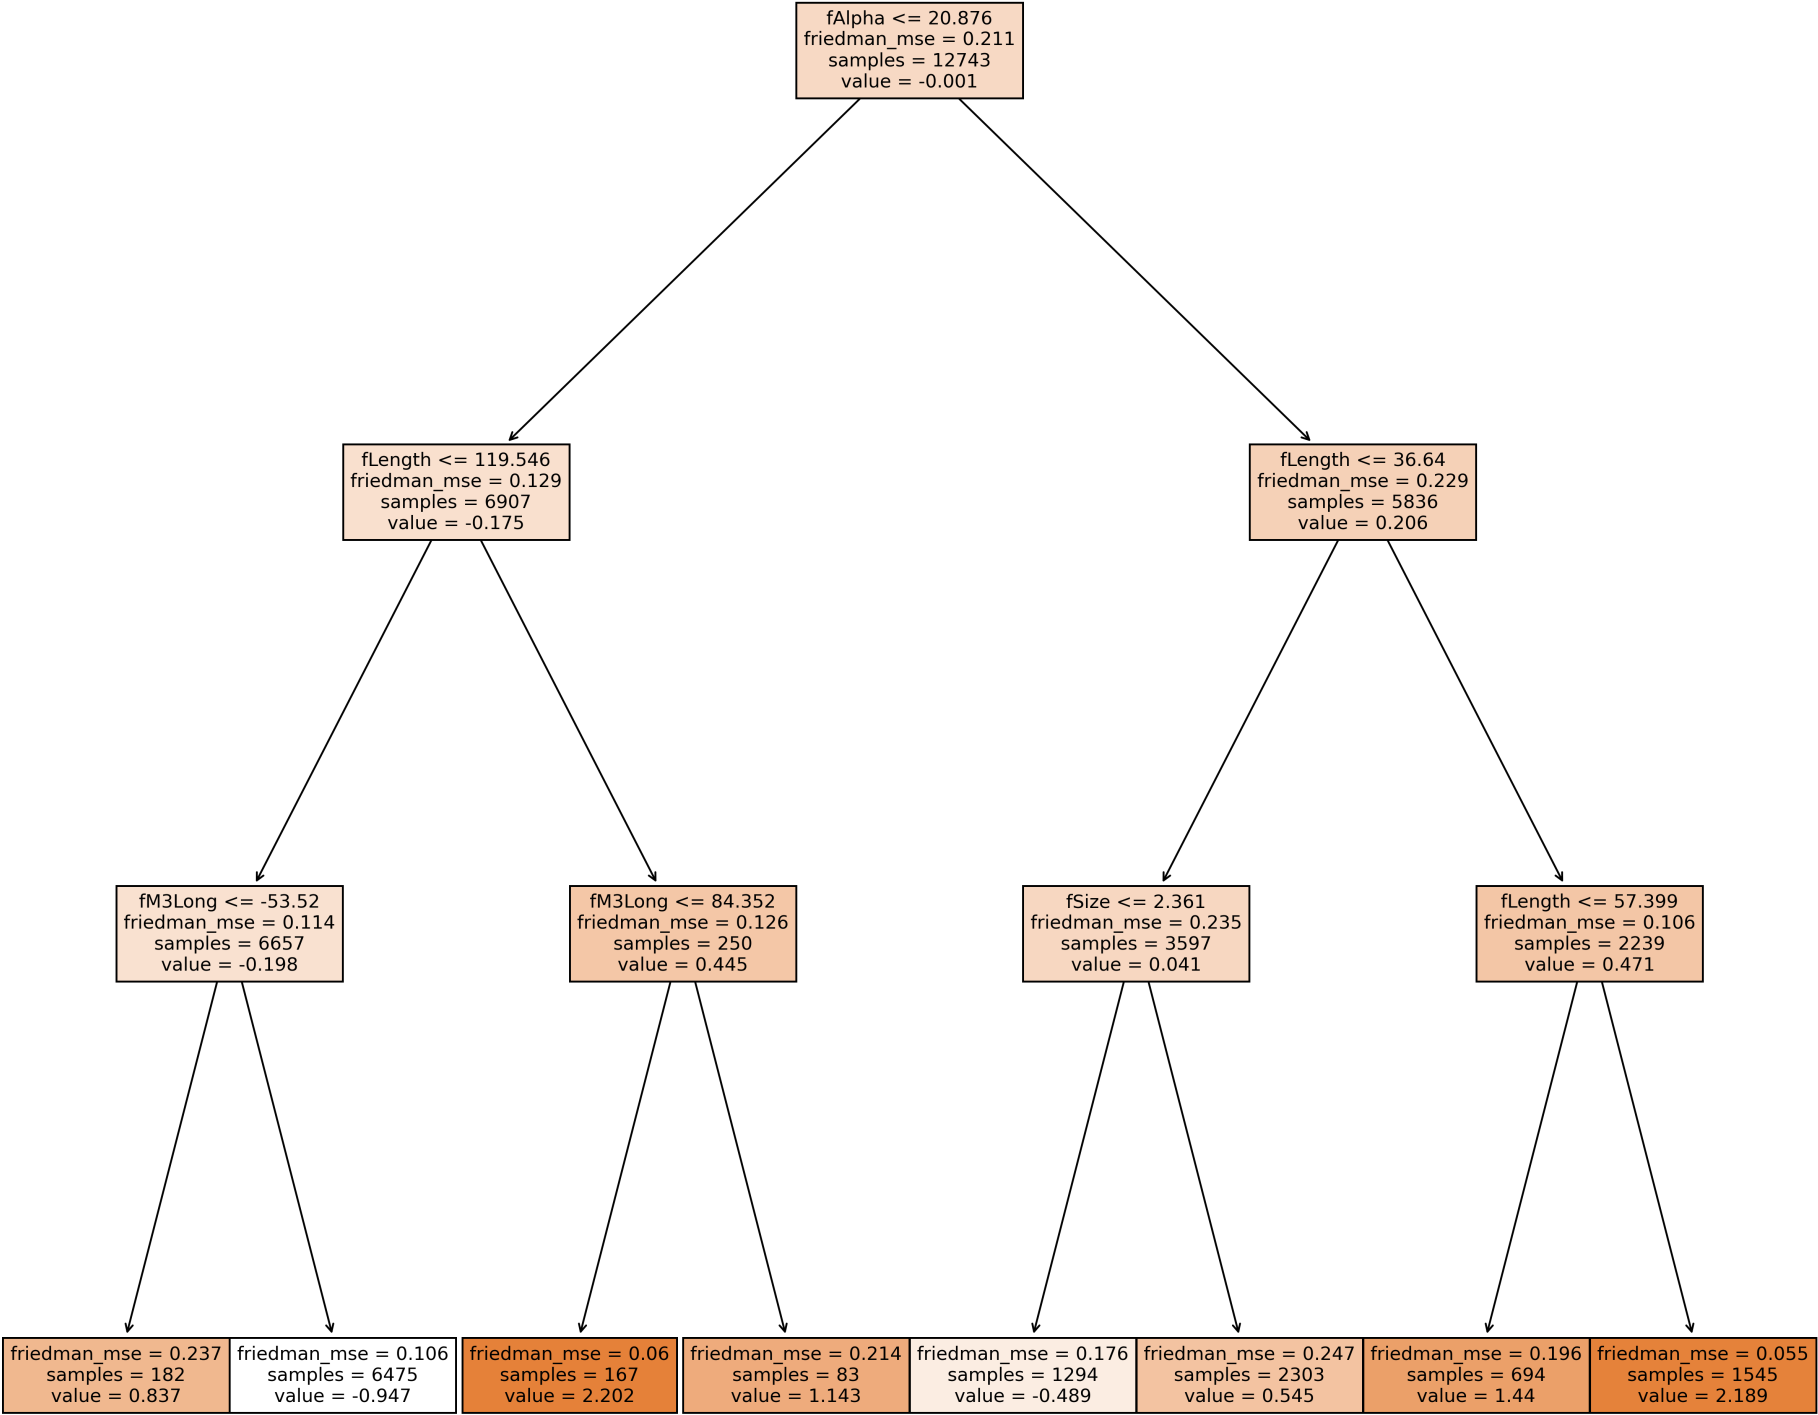 fAlpha <= 20.876
friedman_mse = 0.211
samples = 12743
value = -0.001
fLength <= 119.546
friedman_mse = 0.129
samples = 6907
value = -0.175
fLength <= 36.64
friedman_mse = 0.229
samples = 5836
value = 0.206
fM3Long <= -53.52
friedman_mse = 0.114
samples = 6657
value = -0.198
fM3Long <= 84.352
friedman_mse = 0.126
samples = 250
value = 0.445
fSize <= 2.361
friedman_mse = 0.235
samples = 3597
value = 0.041
fLength <= 57.399
friedman_mse = 0.106
samples = 2239
value = 0.471
friedman_mse = 0.237
samples = 182
value = 0.837
friedman_mse = 0.106
samples = 6475
value = -0.947
friedman_mse = 0.06
samples = 167
value = 2.202
friedman_mse = 0.214
samples = 83
value = 1.143
friedman_mse = 0.176
samples = 1294
value = -0.489
friedman_mse = 0.247
samples = 2303
value = 0.545
friedman_mse = 0.196
samples = 694
value = 1.44
friedman_mse = 0.055
samples = 1545
value = 2.189